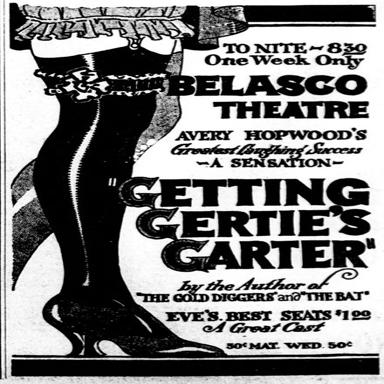 TO NITE ~ 8:30
One Week Only
BELASCO
THEATRE
AVERY HOPWOOD'S
Greatest Laughing Success
~ A SENSATION ~
"GETTING
GERTIE'S
GARTER"
by the Author of
"THE GOLD DIGGERS" and "THE BAT"
EVE'S. BEST SEATS $1.00
A Great Cast
50¢ MAT. WED. 50¢